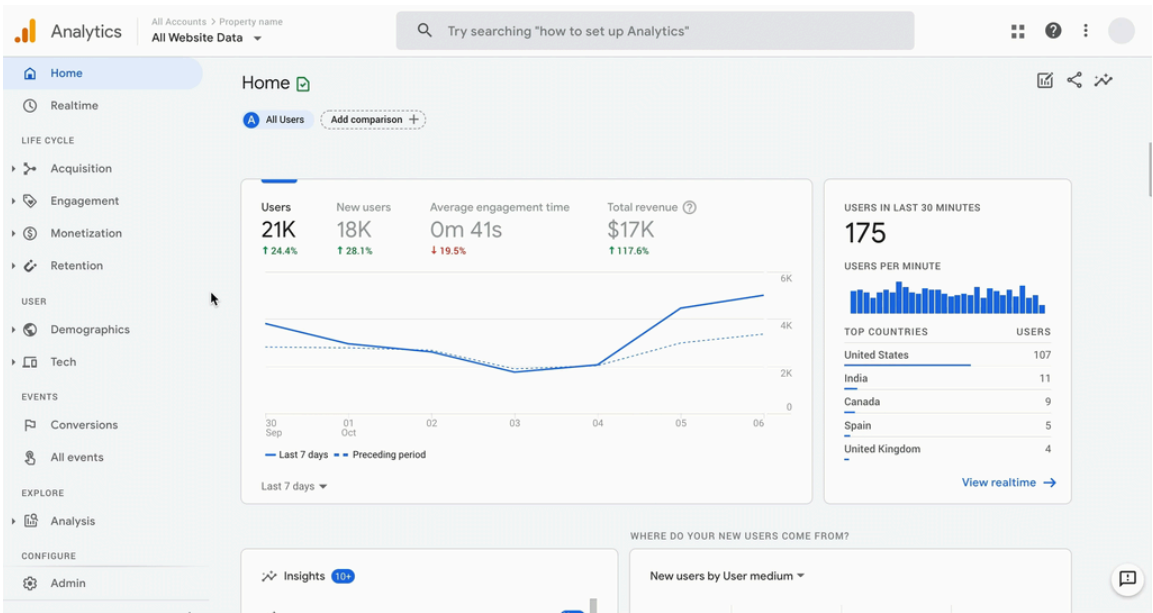 Analytics
All Accounts > Property name
All Website Data
Try searching "how to set up Analytics"
Home
Realtime
LIFE CYCLE
Acquisition
Engagement
Monetization
Retention
USER
Demographics
Tech
EVENTS
Conversions
All events
EXPLORE
Analysis
CONFIGURE
Admin
Home
A All Users
Add comparison +
Users
21K
↑ 24.4%
New users
18K
↑ 28.1%
Average engagement time
0m 41s
↓ 19.5%
Total revenue
$17K
↑ 117.6%
6K
4K
2K
0
30 Sep
01 Oct
02
03
04
05
06
Last 7 days
Preceding period
Last 7 days
USERS IN LAST 30 MINUTES
175
USERS PER MINUTE
TOP COUNTRIES USERS
United States 107
India 11
Canada 9
Spain 5
United Kingdom 4
View realtime
Insights 10+
WHERE DO YOUR NEW USERS COME FROM?
New users by User medium